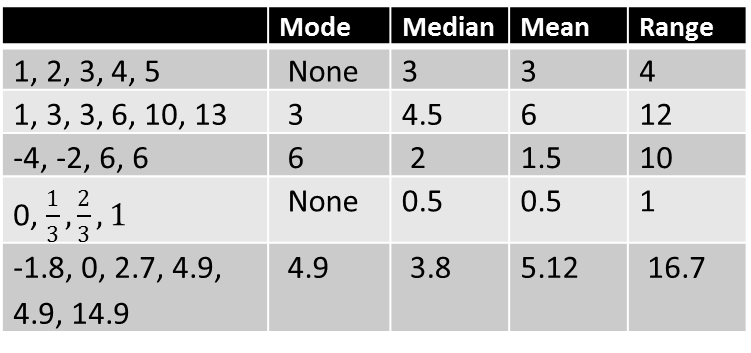 Mode Median Mean Range
1, 2, 3, 4, 5 None 3 3 4
1, 3, 3, 6, 10, 13 3 4.5 6 12
-4, -2, 6, 6 6 2 1.5 10
0, 1/3, 2/3, 1 None 0.5 0.5 1
-1.8, 0, 2.7, 4.9, 4.9 3.8 5.12 16.7
4.9, 14.9